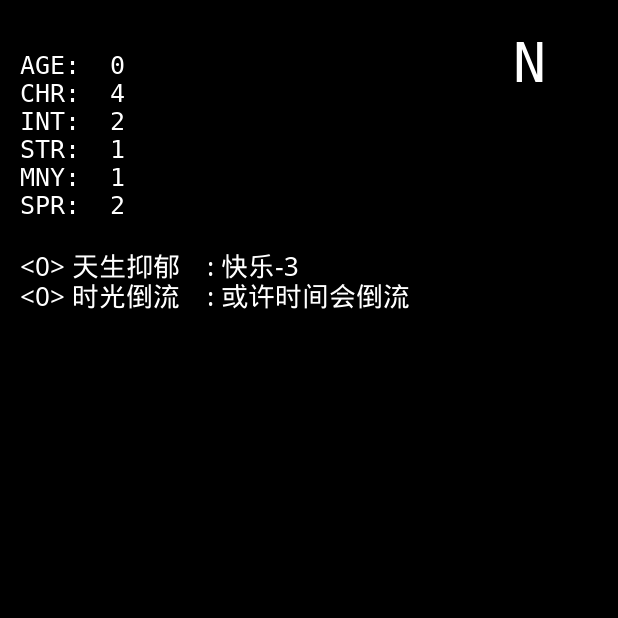 N
AGE: 0
CHR: 4
INT: 2
STR: 1
MNY: 1
SPR: 2
<O> 天生抑郁 : 快乐-3
<O> 时光倒流 : 或许时间会倒流